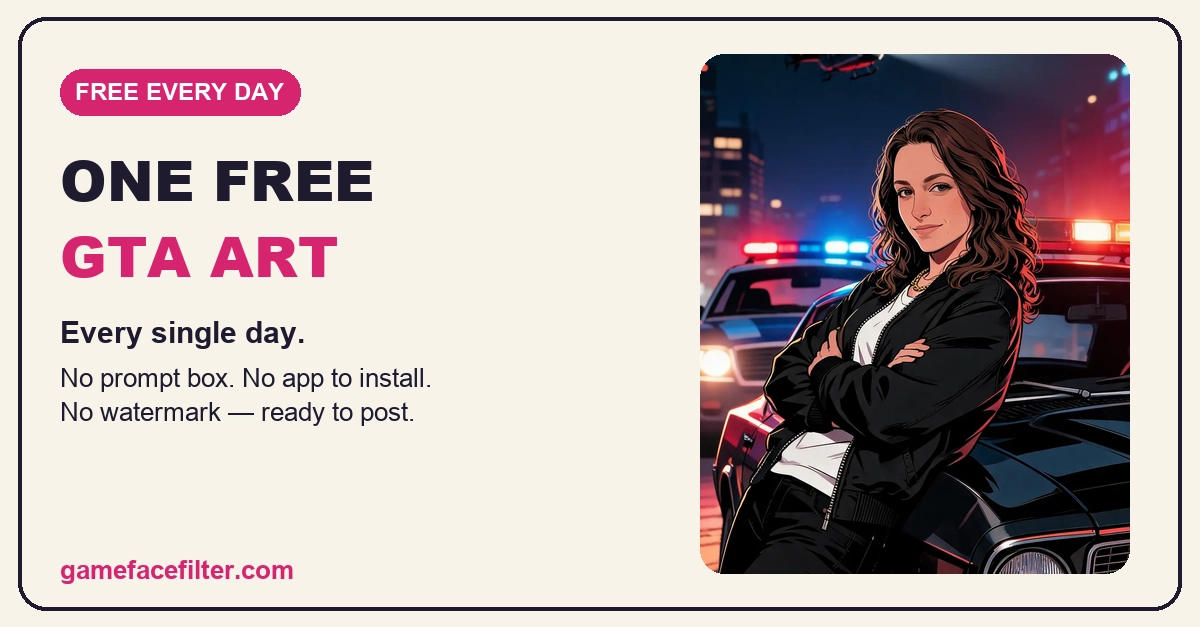 FREE EVERY DAY
ONE FREE
GTA ART
Every single day.
No prompt box. No app to install.
No watermark — ready to post.
gamefacefilter.com